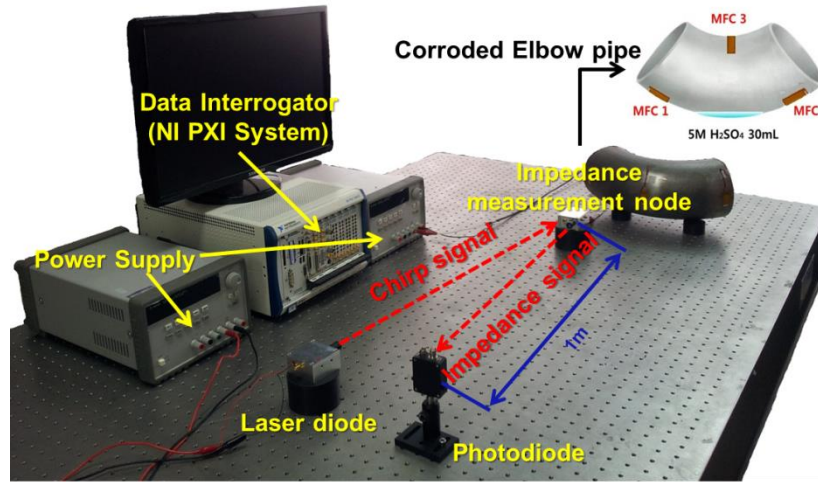 MFC 3
Corroded Elbow pipe
MFC 1
MFC
5M H₂SO₄ 30mL
Data Interrogator
(NI PXI System)
Impedance
measurement node
Power Supply
Chirp signal
Impedance signal
1m
Laser diode
Photodiode